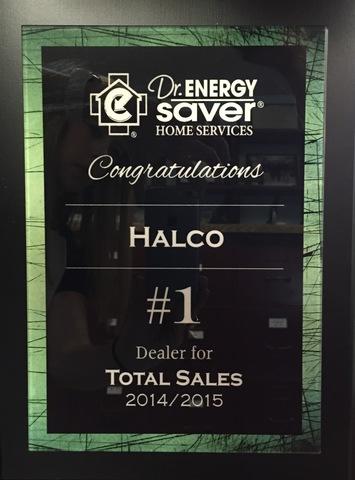 Dr. ENERGY
saver®
HOME SERVICES
®
Congratulations
HALCO
#1
Dealer for
TOTAL SALES
2014/2015